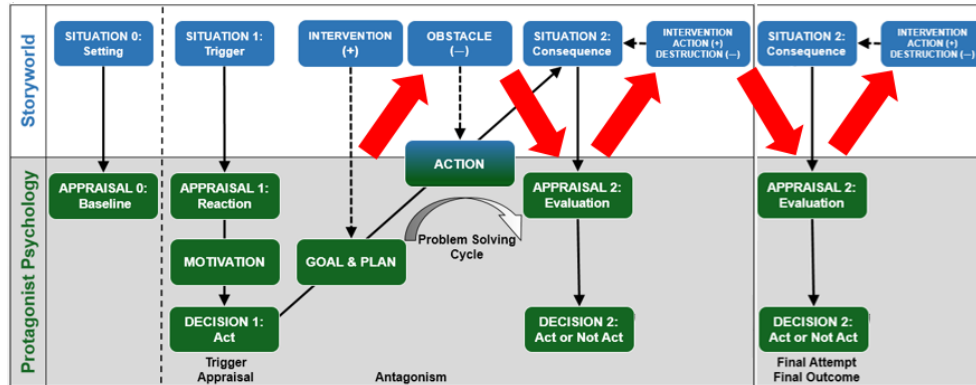 Storyworld
SITUATION 0:
Setting
SITUATION 1:
Trigger
INTERVENTION
(+)
OBSTACLE
(—)
SITUATION 2:
Consequence
INTERVENTION
ACTION (+)
DESTRUCTION (—)
SITUATION 2:
Consequence
INTERVENTION
ACTION (+)
DESTRUCTION (—)
Protagonist Psychology
ACTION
APPRAISAL 0:
Baseline
APPRAISAL 1:
Reaction
APPRAISAL 2:
Evaluation
APPRAISAL 2:
Evaluation
MOTIVATION
GOAL & PLAN
Problem Solving
Cycle
DECISION 1:
Act
DECISION 2:
Act or Not Act
DECISION 2:
Act or Not Act
Trigger
Appraisal
Antagonism
Final Attempt
Final Outcome